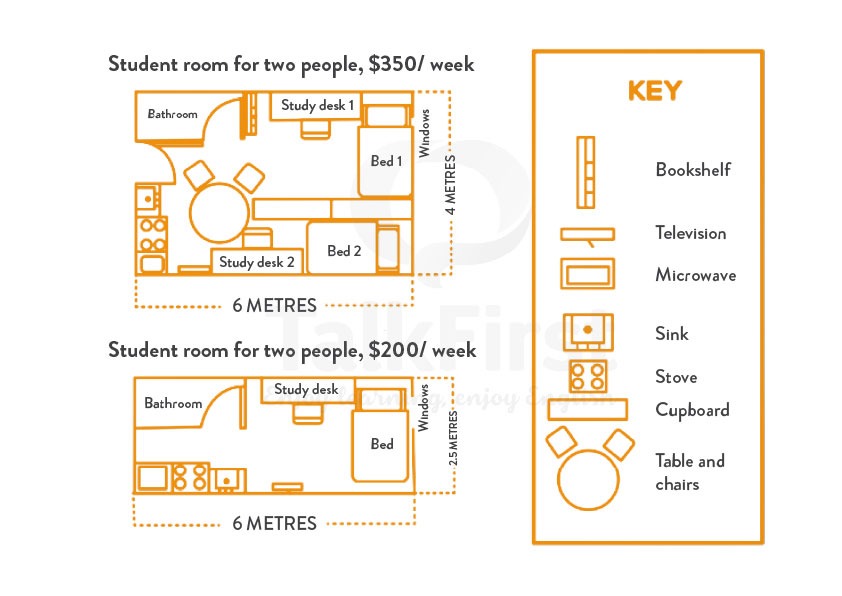 Student room for two people, $350/ week
Bathroom
Study desk 1
Windows
Bed 1
4 METRES
Bed 2
Study desk 2
6 METRES
Student room for two people, $200/ week
Bathroom
Study desk
Windows
Bed
2.5 METRES
6 METRES
KEY
Bookshelf
Television
Microwave
Sink
Stove
Cupboard
Table and
chairs
TalkFirst
enjoy English